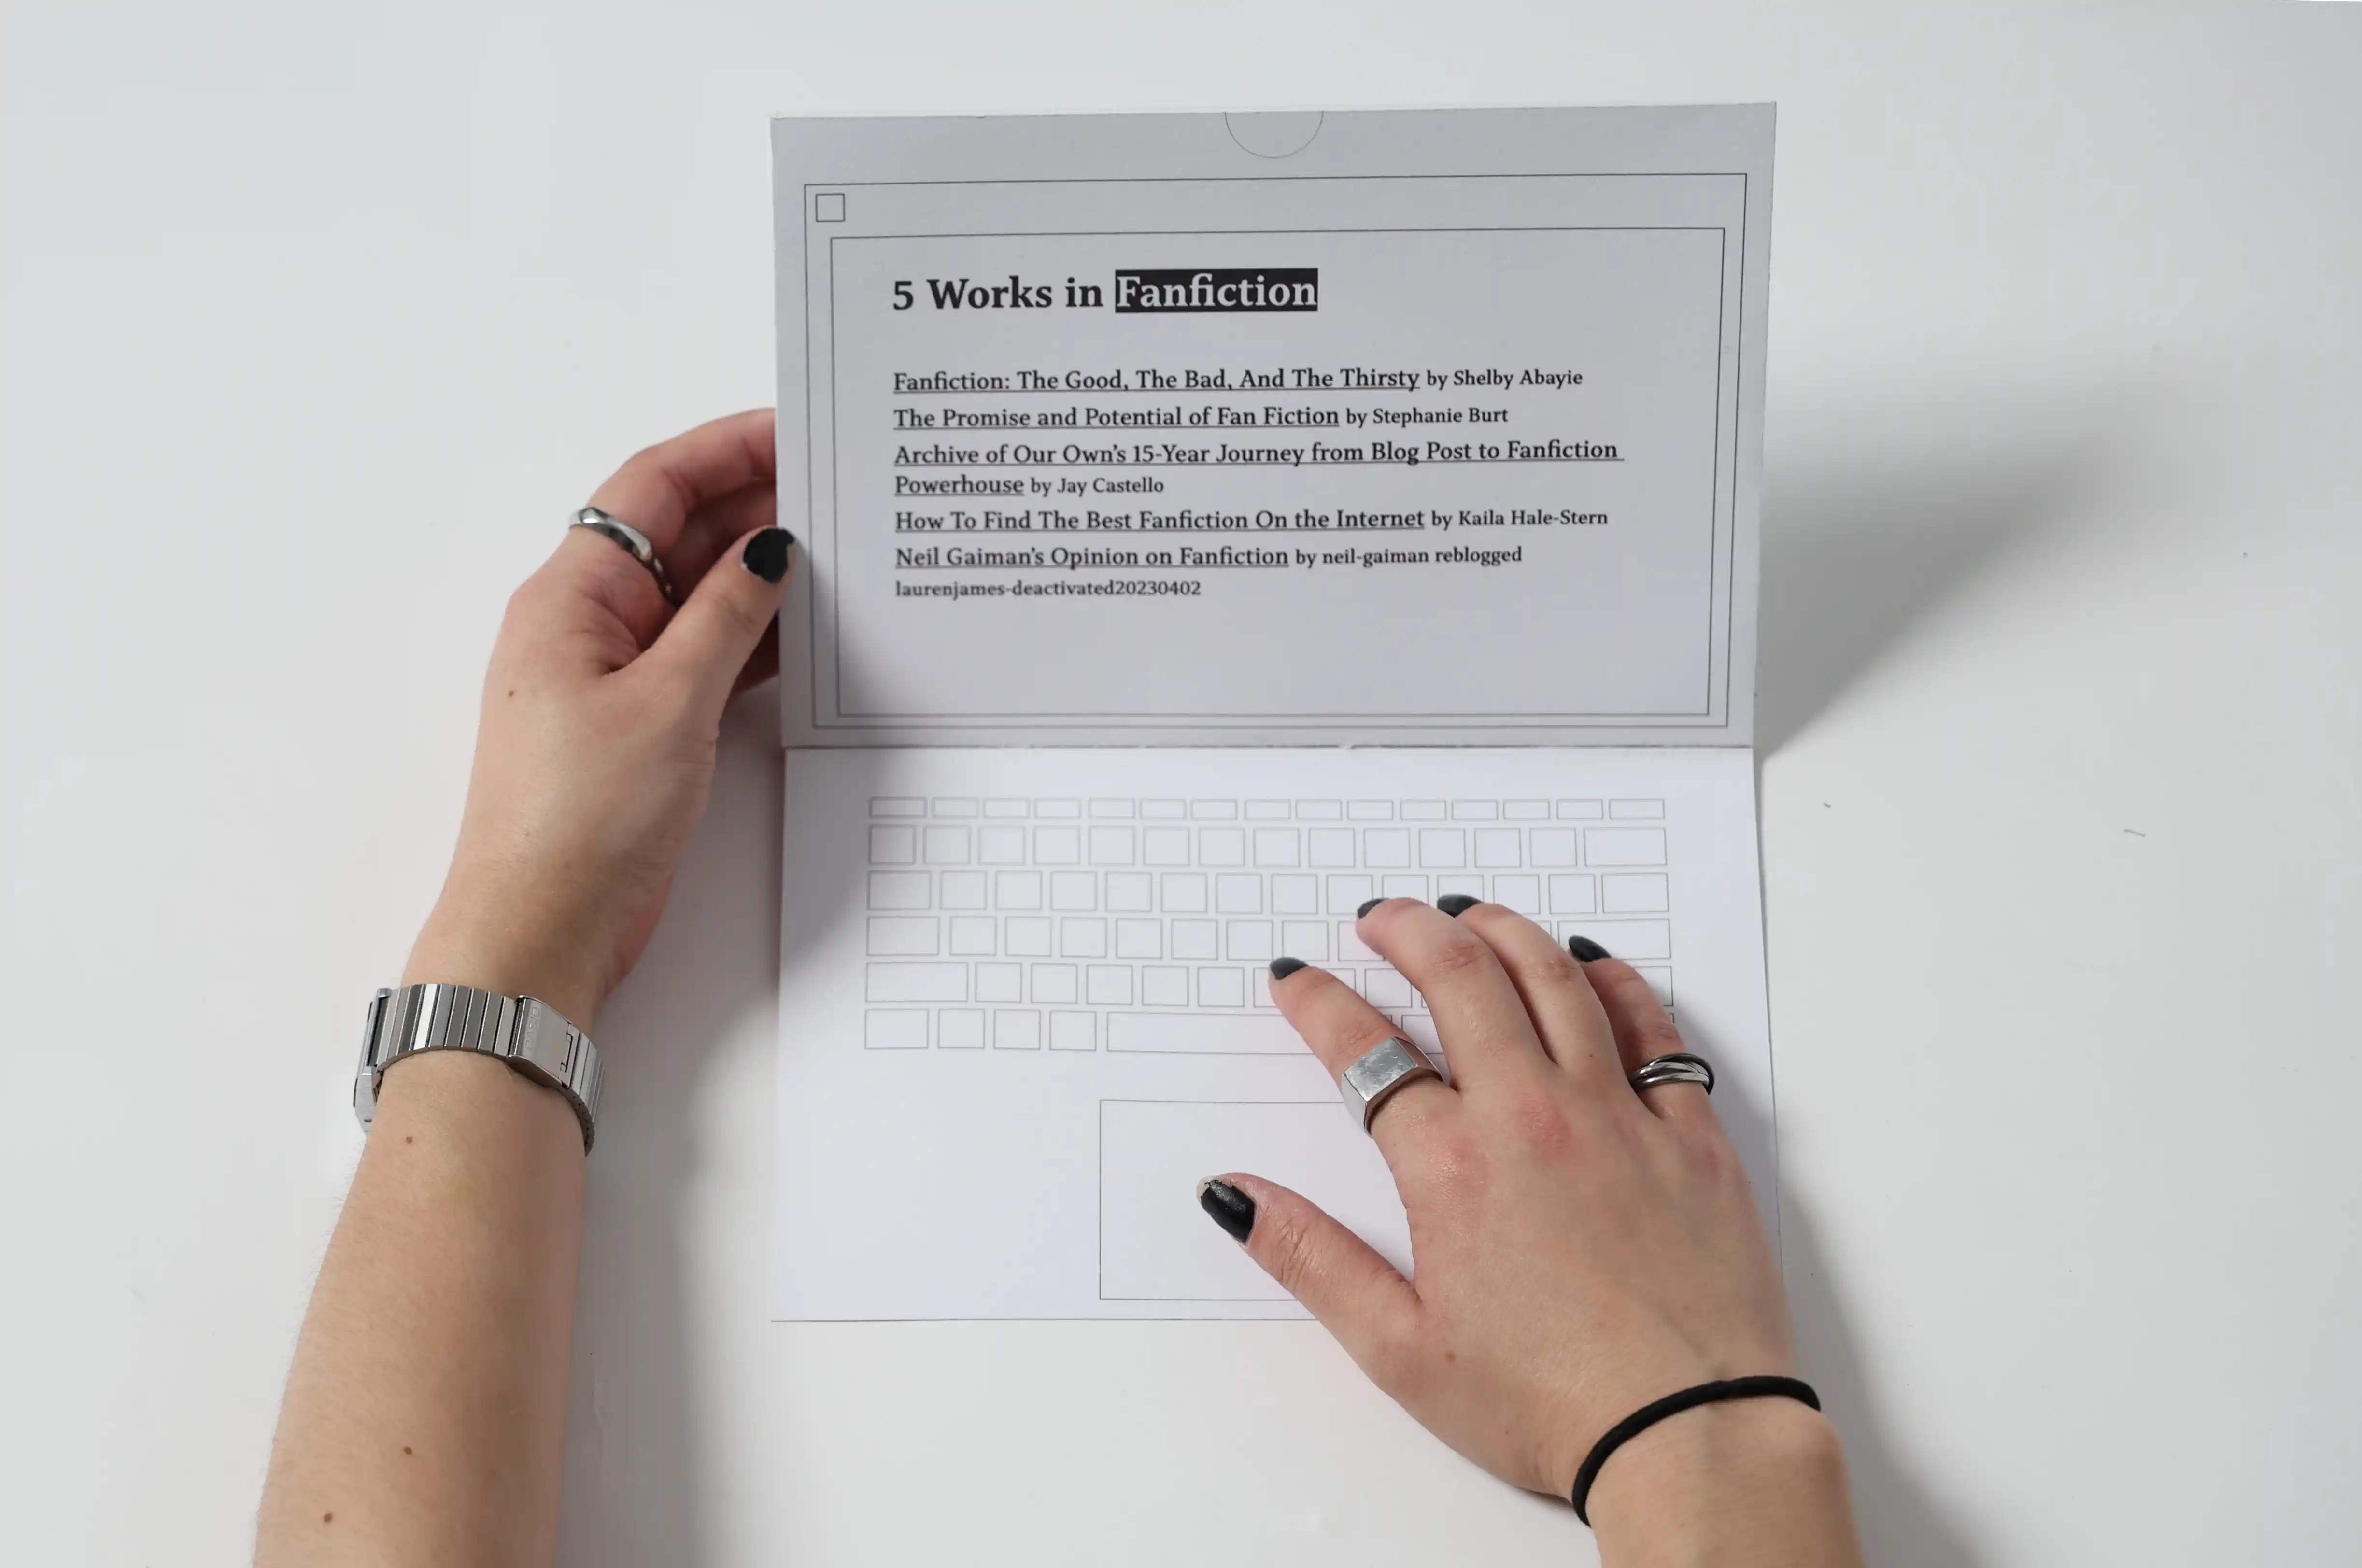 5 Works in Fanfiction
Fanfiction: The Good, The Bad, And The Thirsty by Shelby Abayie
The Promise and Potential of Fan Fiction by Stephanie Burt
Archive of Our Own’s 15-Year Journey from Blog Post to Fanfiction
Powerhouse by Jay Castello
How To Find The Best Fanfiction On the Internet by Kaila Hale-Stern
Neil Gaiman’s Opinion on Fanfiction by neil-gaiman reblogged
laurenjames-deactivated20230402